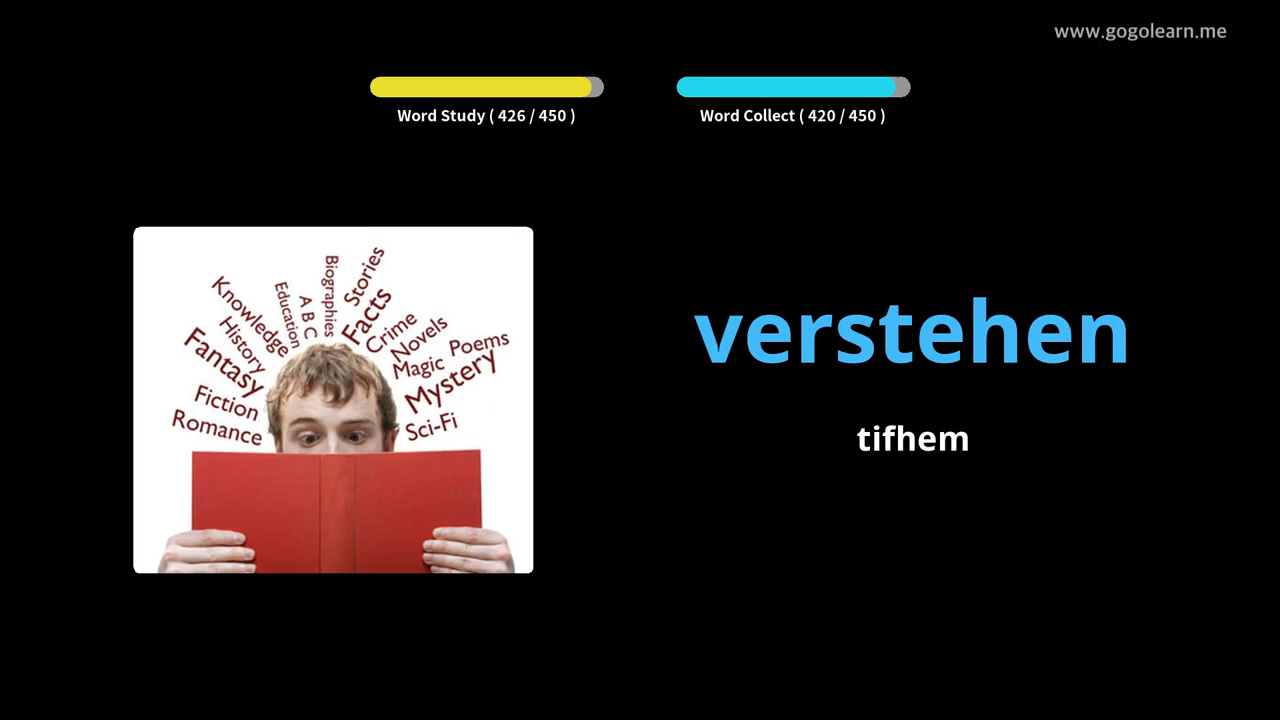 www.gogolearn.me
Word Study ( 426 / 450 )
Word Collect ( 420 / 450 )
Biographies
Stories
Education
A B C
Facts
Knowledge
Crime
History
Novels
Poems
Fantasy
Magic
Mystery
Fiction
Romance
Sci-Fi
verstehen
tifhem